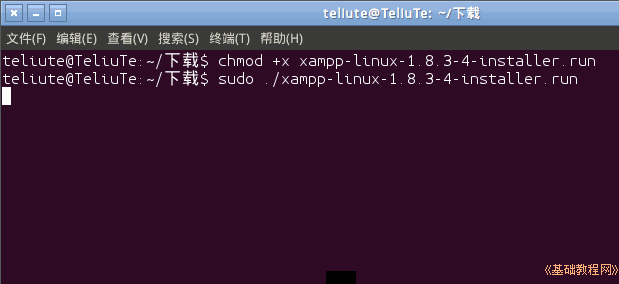 teliute@TeliuTe: ~/下载
文件(F) 编辑(E) 查看(V) 搜索(S) 终端(T) 帮助(H)
teliute@TeliuTe:~/下载$ chmod +x xampp-linux-1.8.3-4-installer.run
teliute@TeliuTe:~/下载$ sudo ./xampp-linux-1.8.3-4-installer.run
《基础教程网》